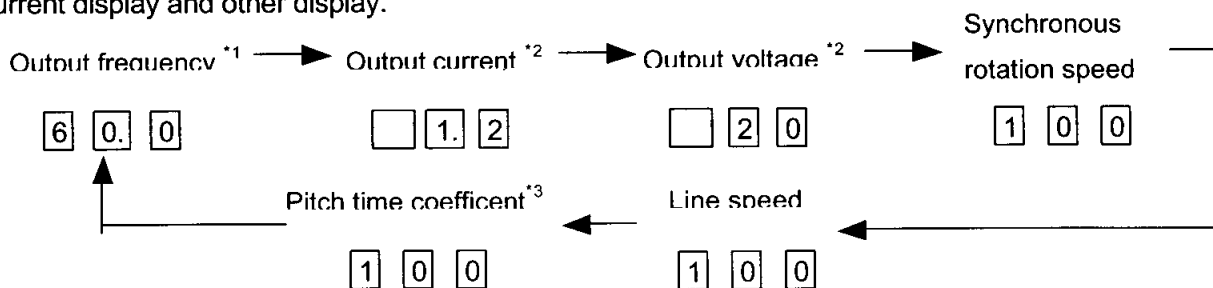 urrent display and other display.
Output frequency *1 Output current *2 Output voltage *2 Synchronous
rotation speed
6 0. 0 1. 2 2 0 1 0 0
Pitch time coefficent*3 Line speed
1 0 0 1 0 0